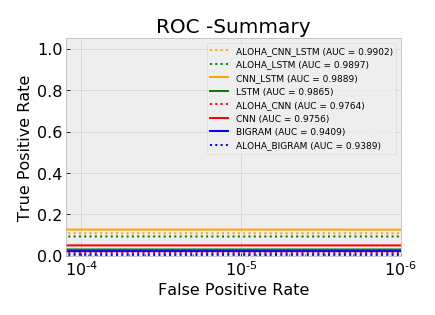 ROC -Summary
ALOHA_CNN_LSTM (AUC = 0.9902)
ALOHA_LSTM (AUC = 0.9897)
CNN_LSTM (AUC = 0.9889)
LSTM (AUC = 0.9865)
ALOHA_CNN (AUC = 0.9764)
CNN (AUC = 0.9756)
BIGRAM (AUC = 0.9409)
ALOHA_BIGRAM (AUC = 0.9389)
True Positive Rate
1.0
0.8
0.6
0.4
0.2
0.0
10⁻⁴ 10⁻⁵ 10⁻⁶
False Positive Rate